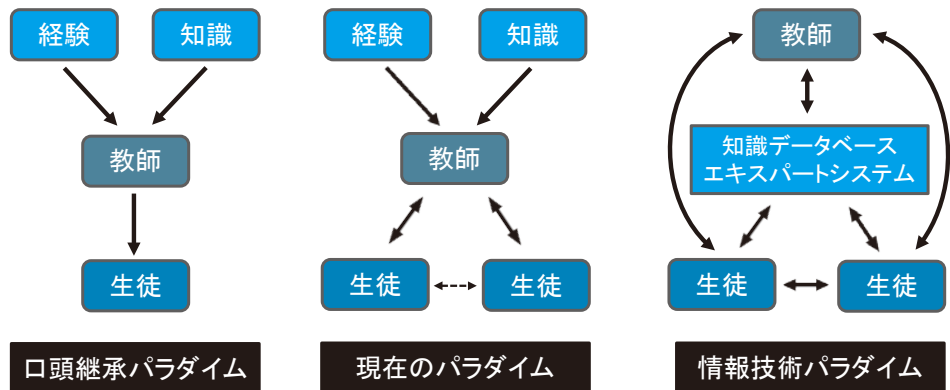 経験
知識
教師
生徒
口頭継承パラダイム
経験
知識
教師
生徒
生徒
現在のパラダイム
教師
知識データベース
エキスパートシステム
生徒
生徒
情報技術パラダイム